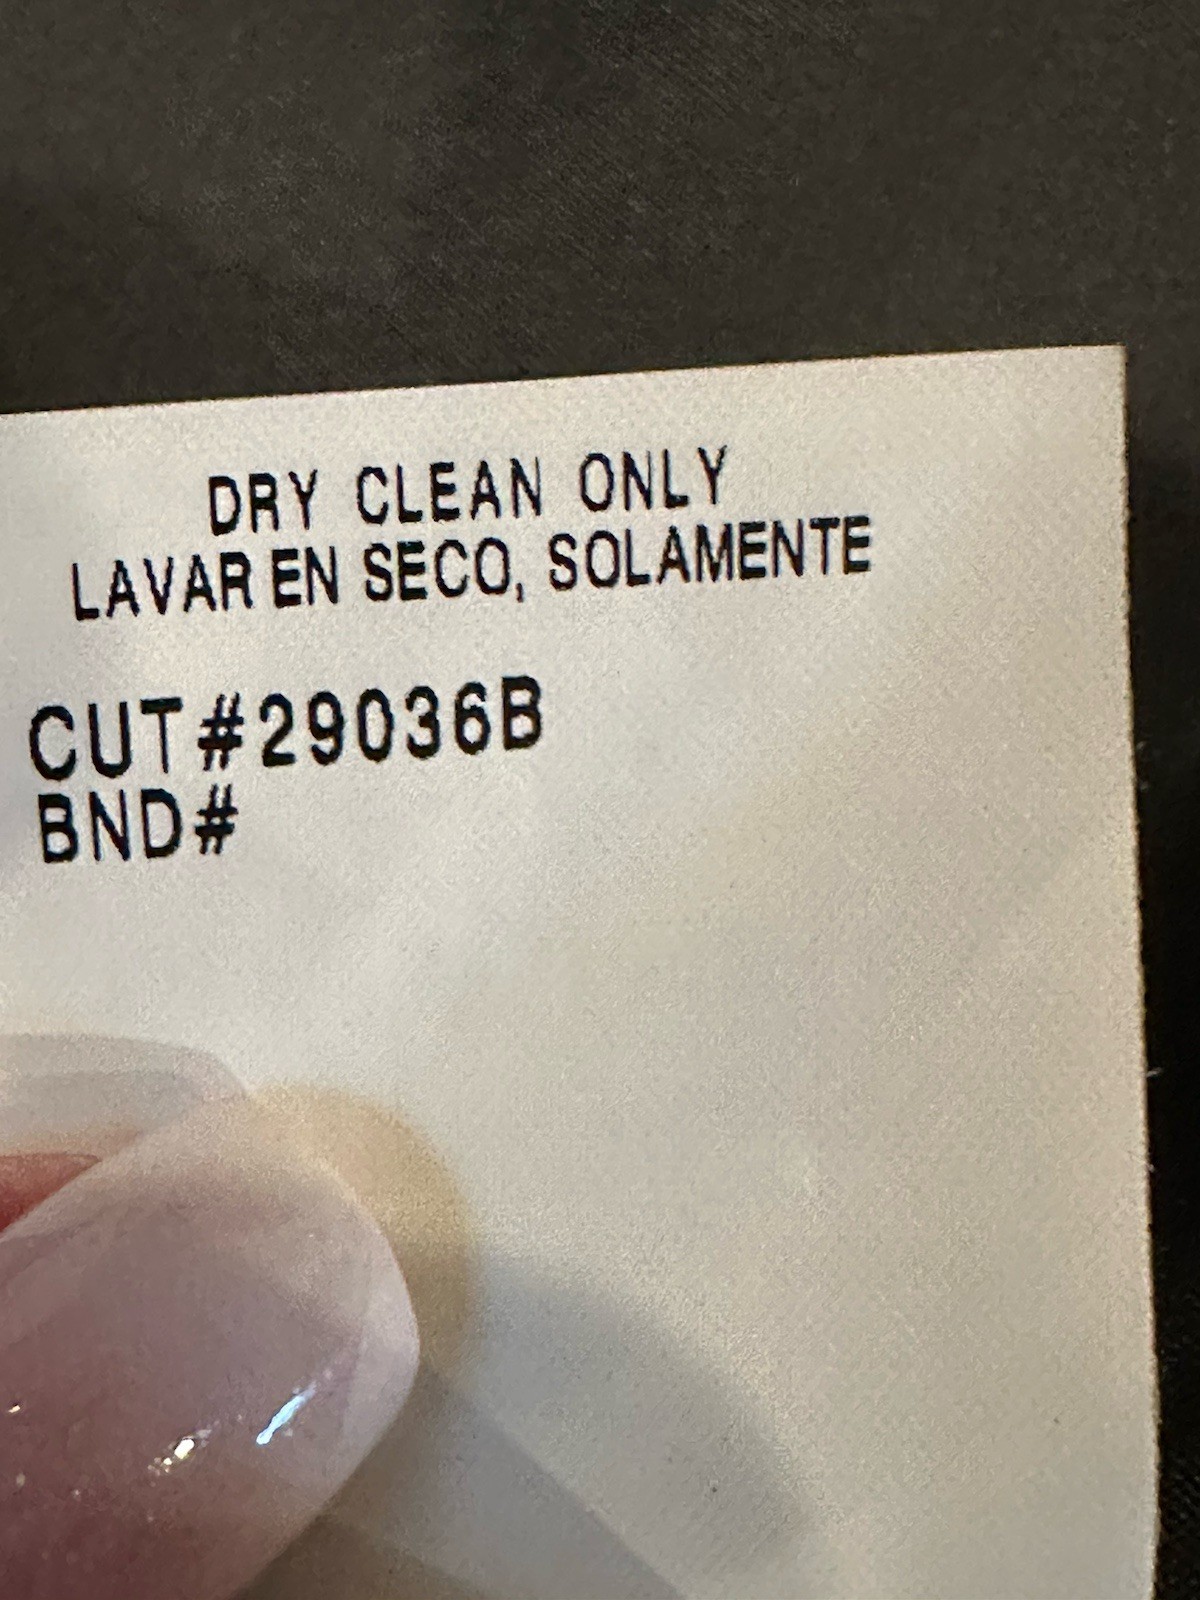 DRY CLEAN ONLY
LAVAR EN SECO, SOLAMENTE
CUT #29036B
BND#